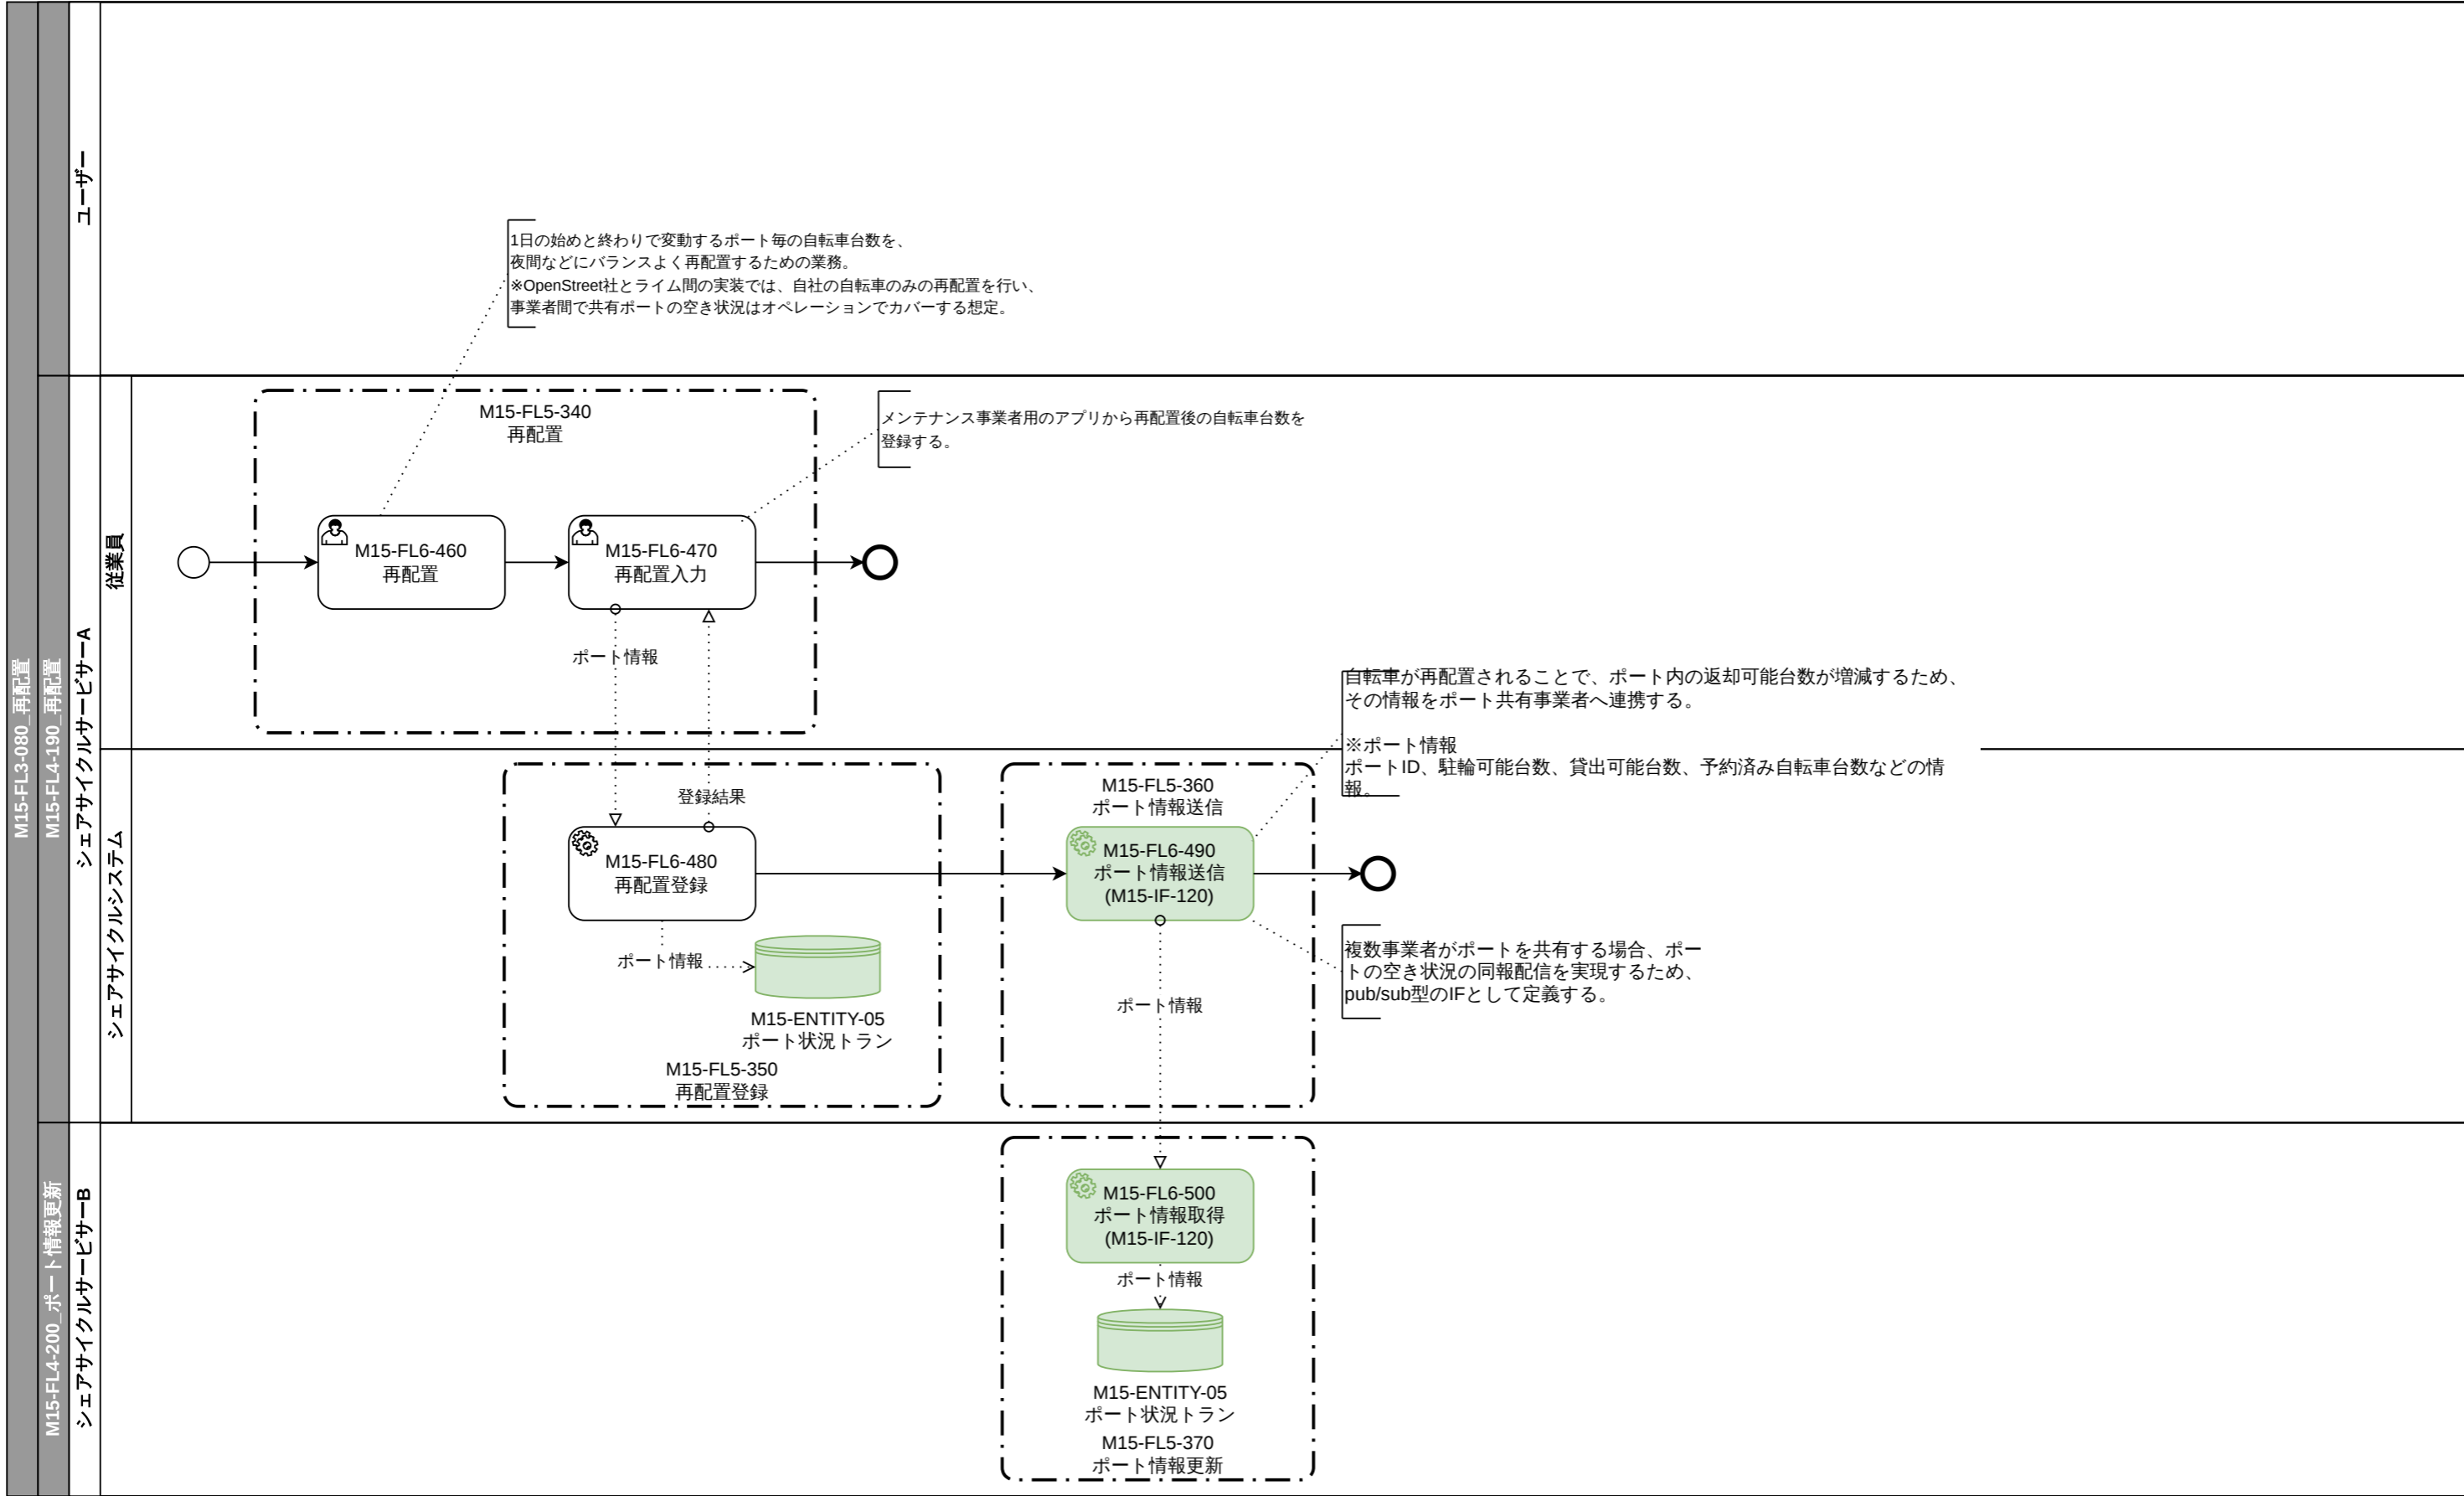 M15-FL3-080_再配置
M15-FL4-190_再配置
M15-FL4-200_ポート情報更新
ユーザー
1日の始めと終わりで変動するポート毎の自転車台数を、
夜間などにバランスよく再配置するための業務。
※OpenStreet社とライム間の実装では、自社の自転車のみの再配置を行い、
事業者間で共有ポートの空き状況はオペレーションでカバーする想定。
シェアサイクルサービサーA
従業員
M15-FL5-340
再配置
メンテナンス事業者用のアプリから再配置後の自転車台数を
登録する。
M15-FL6-460
再配置
M15-FL6-470
再配置入力
ポート情報
登録結果
シェアサイクルシステム
自転車が再配置されることで、ポート内の返却可能台数が増減するため、
その情報をポート共有事業者へ連携する。
※ポート情報
ポートID、駐輪可能台数、貸出可能台数、予約済み自転車台数などの情
報。
M15-FL6-480
再配置登録
ポート情報
M15-ENTITY-05
ポート状況トラン
M15-FL5-350
再配置登録
M15-FL5-360
ポート情報送信
M15-FL6-490
ポート情報送信
(M15-IF-120)
複数事業者がポートを共有する場合、ポー
トの空き状況の同報配信を実現するため、
pub/sub型のIFとして定義する。
ポート情報
シェアサイクルサービサーB
M15-FL6-500
ポート情報取得
(M15-IF-120)
ポート情報
M15-ENTITY-05
ポート状況トラン
M15-FL5-370
ポート情報更新